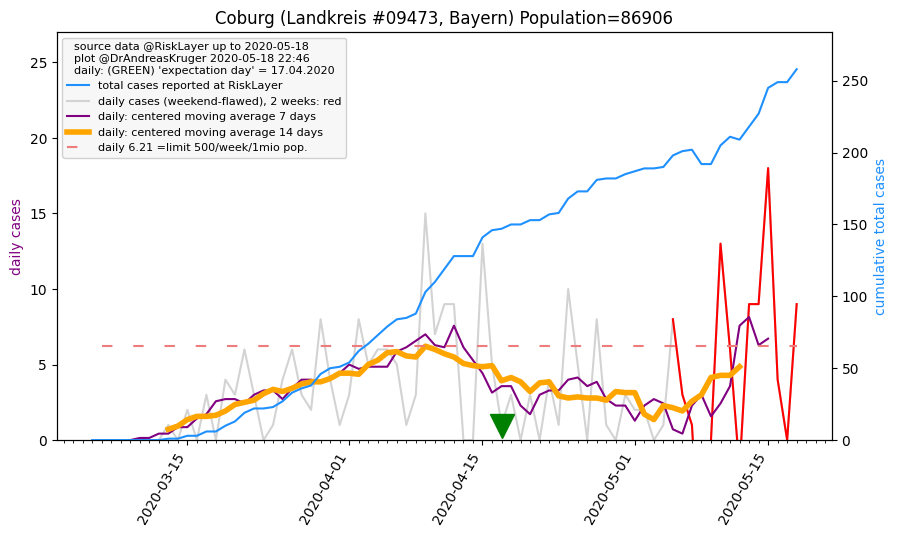 Coburg (Landkreis #09473, Bayern) Population=86906
source data @RiskLayer up to 2020-05-18
plot @DrAndreasKruger 2020-05-18 22:46
daily: (GREEN) 'expectation day' = 17.04.2020
total cases reported at RiskLayer
daily cases (weekend-flawed), 2 weeks: red
daily: centered moving average 7 days
daily: centered moving average 14 days
daily 6.21 =limit 500/week/1mio pop.
daily cases
25
20
15
10
5
0
cumulative total cases
250
200
150
100
50
0
2020-03-15
2020-04-01
2020-04-15
2020-05-01
2020-05-15